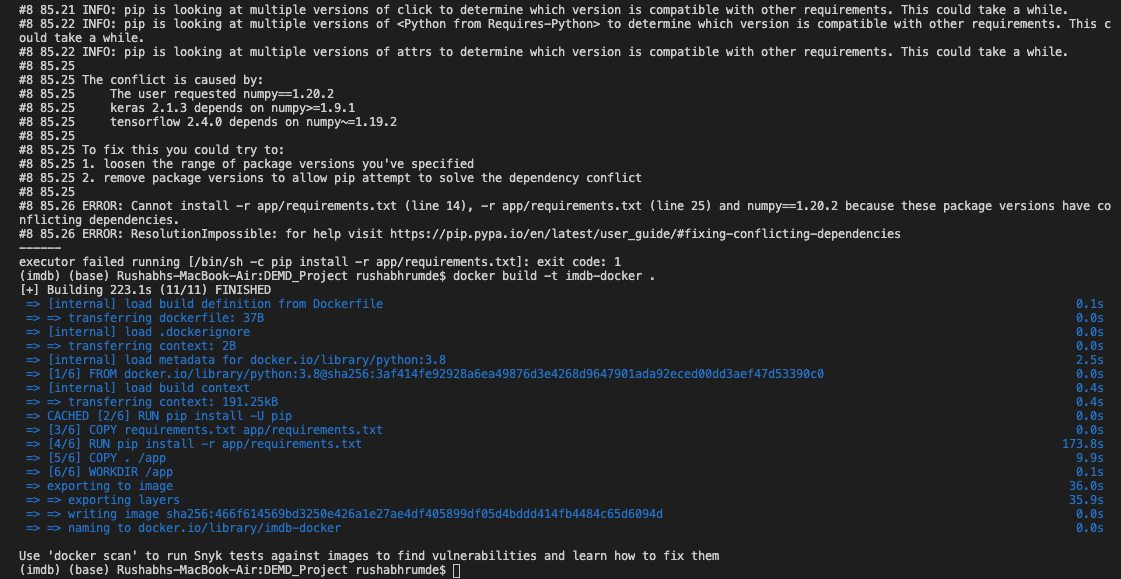 #8 85.21 INFO: pip is looking at multiple versions of click to determine which version is compatible with other requirements. This could take a while.
#8 85.22 INFO: pip is looking at multiple versions of <Python from Requires-Python> to determine which version is compatible with other requirements. This c
ould take a while.
#8 85.22 INFO: pip is looking at multiple versions of attrs to determine which version is compatible with other requirements. This could take a while.
#8 85.25
#8 85.25 The conflict is caused by:
#8 85.25     The user requested numpy==1.20.2
#8 85.25     keras 2.1.3 depends on numpy>=1.9.1
#8 85.25     tensorflow 2.4.0 depends on numpy~=1.19.2
#8 85.25
#8 85.25 To fix this you could try to:
#8 85.25 1. loosen the range of package versions you've specified
#8 85.25 2. remove package versions to allow pip attempt to solve the dependency conflict
#8 85.25
#8 85.26 ERROR: Cannot install -r app/requirements.txt (line 14), -r app/requirements.txt (line 25) and numpy==1.20.2 because these package versions have co
nflicting dependencies.
#8 85.26 ERROR: ResolutionImpossible: for help visit https://pip.pypa.io/en/latest/user_guide/#fixing-conflicting-dependencies
------
executor failed running [/bin/sh -c pip install -r app/requirements.txt]: exit code: 1
(imdb) (base) Rushabhs-MacBook-Air:DEMD_Project rushabhrumde$ docker build -t imdb-docker .
[+] Building 223.1s (11/11) FINISHED
=> [internal] load build definition from Dockerfile 0.1s
=> => transferring dockerfile: 37B 0.0s
=> [internal] load .dockerignore 0.0s
=> => transferring context: 2B 0.0s
=> [internal] load metadata for docker.io/library/python:3.8 2.5s
=> [1/6] FROM docker.io/library/python:3.8@sha256:3af414fe92928a6ea49876d3e4268d9647901ada92eced00dd3aef47d53390c0 0.0s
=> [internal] load build context 0.4s
=> => transferring context: 191.25kB 0.4s
=> CACHED [2/6] RUN pip install -U pip 0.0s
=> [3/6] COPY requirements.txt app/requirements.txt 0.0s
=> [4/6] RUN pip install -r app/requirements.txt 173.8s
=> [5/6] COPY . /app 9.9s
=> [6/6] WORKDIR /app 0.1s
=> exporting to image 36.0s
=> => exporting layers 35.9s
=> => writing image sha256:466f614569bd3250e426a1e27ae4df405899df05d4bddd414fb4484c65d6094d 0.0s
=> => naming to docker.io/library/imdb-docker 0.0s
Use 'docker scan' to run Snyk tests against images to find vulnerabilities and learn how to fix them
(imdb) (base) Rushabhs-MacBook-Air:DEMD_Project rushabhrumde$